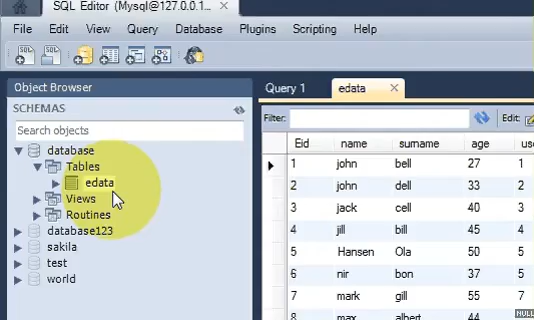 SQL Editor (Mysql@127.0.0.1...
File Edit View Query Database Plugins Scripting Help
SQL SQL
Object Browser
SCHEMAS
Search objects
database
Tables
edata
Views
Routines
database123
sakila
test
world
Query 1 edata
Filter: Edit:
Eid name surname age
1 john bell 27 1
2 john dell 33 2
3 jack cell 40 3
4 jill bill 45 4
5 Hansen Ola 50 5
6 nir bon 37 5
7 mark gill 55 7
8 max albert 44
NULL